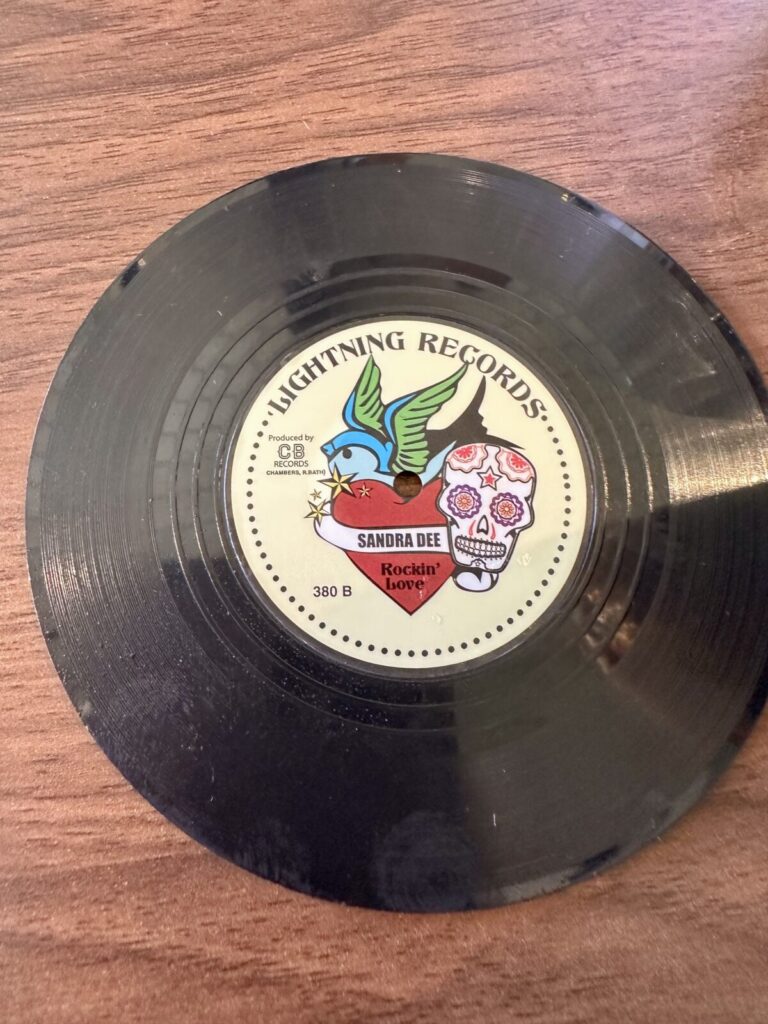 LIGHTNING RECORDS
Produced by
CB
RECORDS
CHAMBERS, R.BATH)
SANDRA DEE
Rockin'
Love
380 B